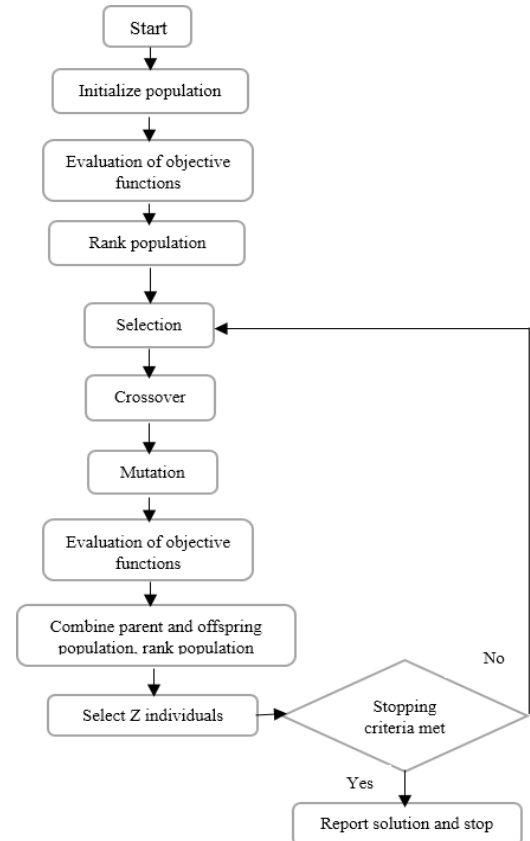 Start
Initialize population
Evaluation of objective
functions
Rank population
Selection
Crossover
Mutation
Evaluation of objective
functions
Combine parent and offspring
population, rank population
Select Z individuals
Stopping
criteria met
No
Yes
Report solution and stop